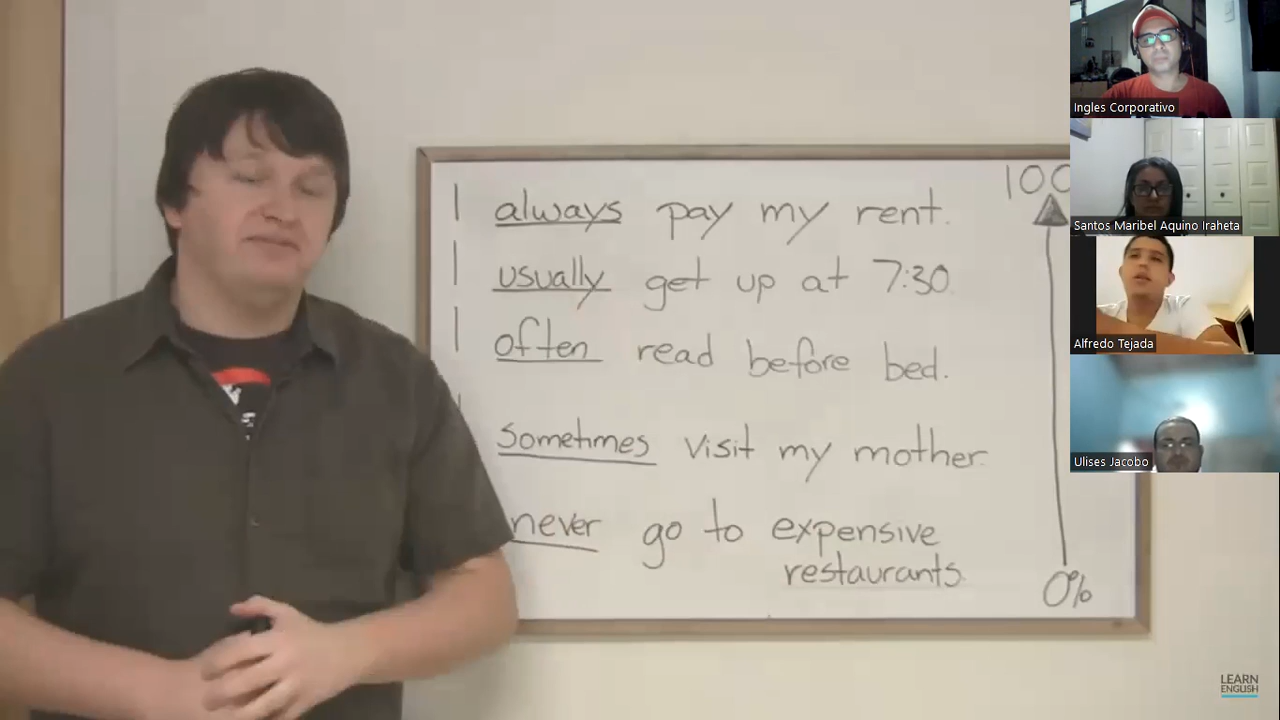 I always pay my rent.
I usually get up at 7:30.
I often read before bed.
sometimes visit my mother.
never go to expensive
restaurants.
100
0%
Ingles Corporativo
Santos Maribel Aquino Iraheta
Alfredo Tejada
Ulises Jacobo
LEARN
ENGLISH